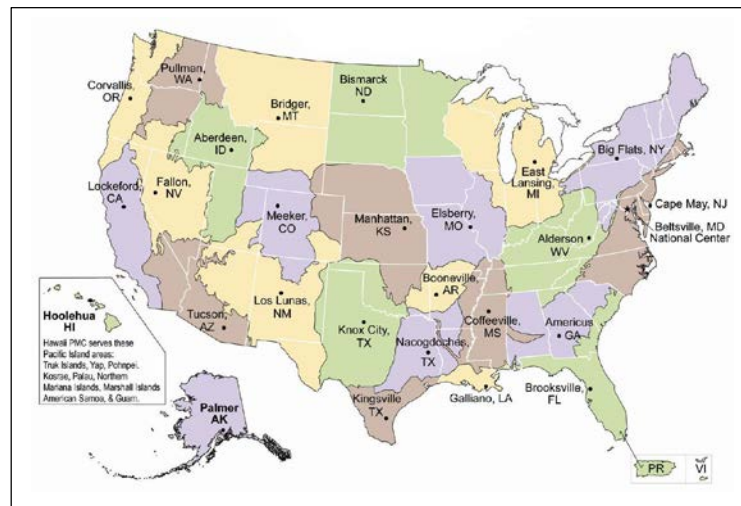 Pullman,
WA
Corvallis,
OR
Bridger,
MT
Bismarck
ND
Aberdeen,
ID
Big Flats, NY
East
Lansing,
MI
Lockeford,
CA
Fallon,
NV
Meeker,
CO
Manhattan,
KS
Elsberry,
MO
Cape May, NJ
Beltsville, MD
National Center
Alderson
WV
Booneville,
AR
Los Lunas,
NM
Tucson,
AZ
Knox City,
TX
Coffeeville,
MS
Americus
GA
Nacogdoches,
TX
Kingsville
TX
Galliano, LA
Brooksville,
FL
Hoolehua
HI
Hawaii PMC serves these
Pacific Island areas:
Truk Islands, Yap, Pohnpei,
Kosrae, Palau, Northern
Mariana Islands, Marshall Islands
American Samoa, & Guam.
Palmer
AK
PR
VI